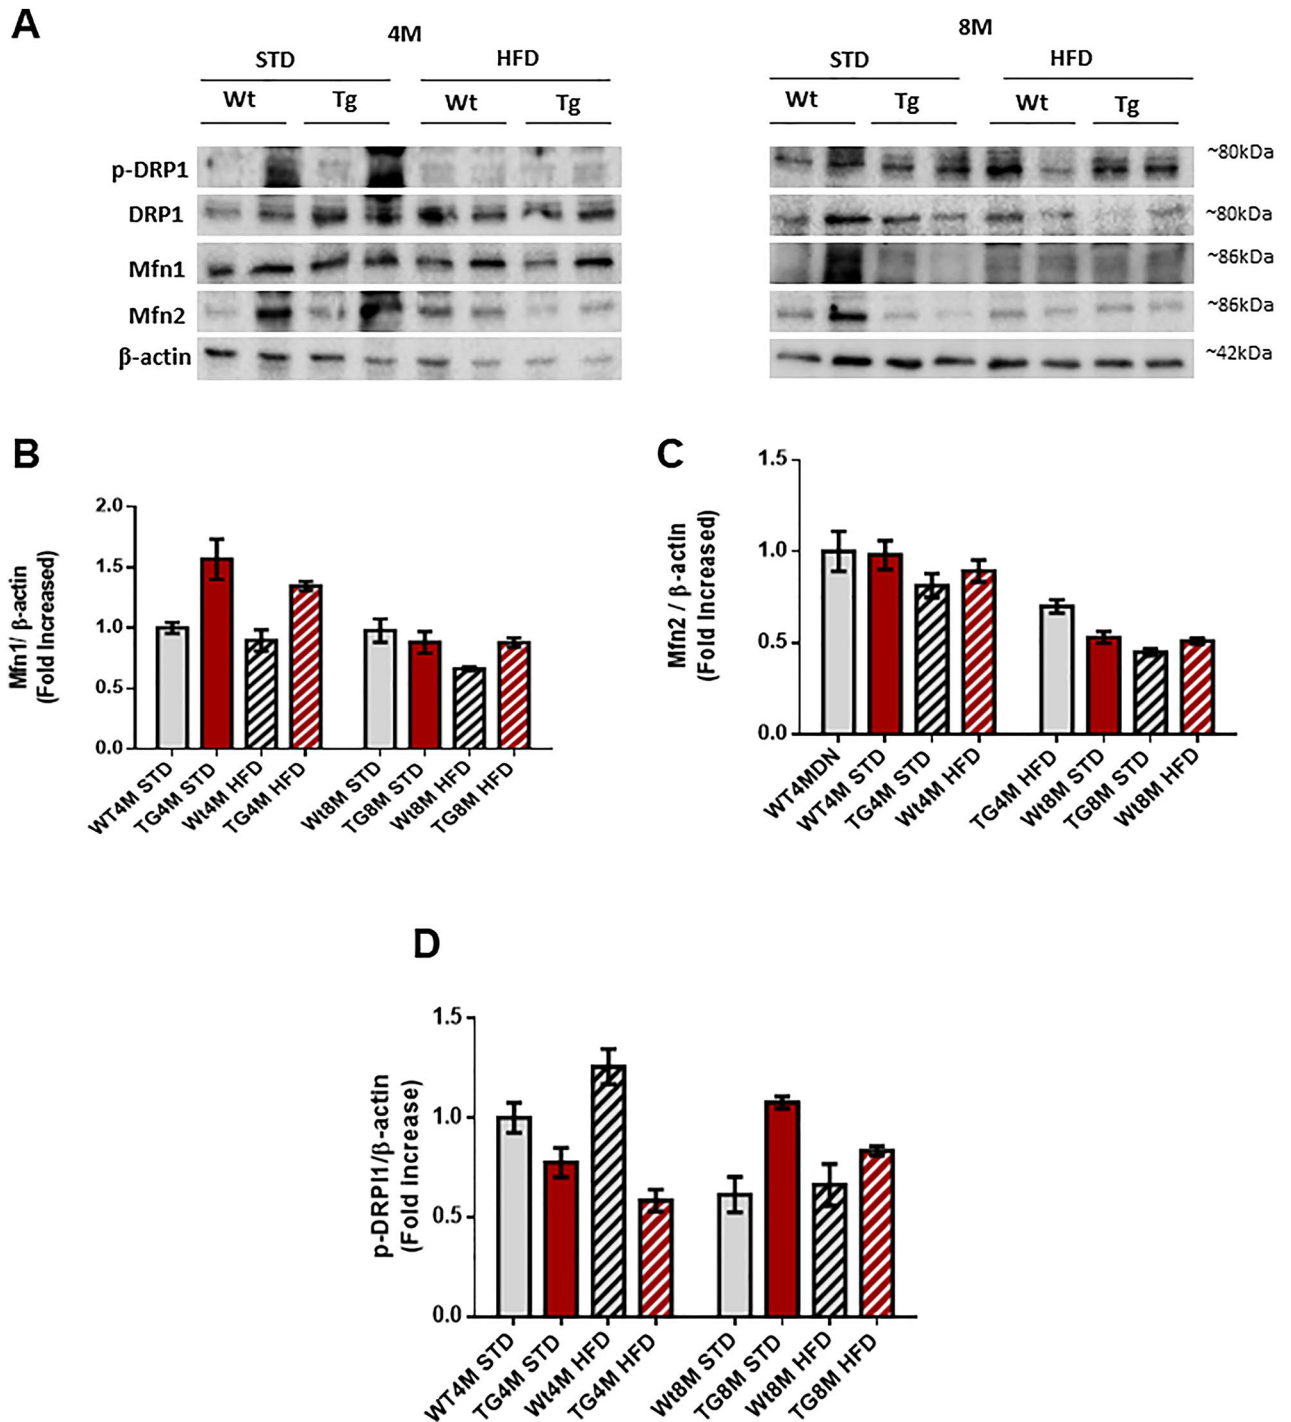 A
4M
8M
STD
HFD
STD
HFD
Wt
Tg
Wt
Tg
Wt
Tg
Wt
Tg
p-DRP1
~80kDa
DRP1
~80kDa
Mfn1
~86kDa
Mfn2
~86kDa
β-actin
~42kDa
B
Mfn1/ β-actin
(Fold Increased)
2.0
1.5
1.0
0.5
0.0
WT4M STD
TG4M STD
Wt4M HFD
TG4M HFD
Wt8M STD
TG8M STD
Wt8M HFD
TG8M HFD
C
Mfn2 / β-actin
(Fold Increased)
1.5
1.0
0.5
0.0
WT4MDN
WT4M STD
TG4M STD
Wt4M HFD
TG4M HFD
Wt8M STD
TG8M STD
Wt8M HFD
D
p-DRPl1/β-actin
(Fold Increase)
1.5
1.0
0.5
0.0
WT4M STD
TG4M STD
Wt4M HFD
TG4M HFD
Wt8M STD
TG8M STD
Wt8M HFD
TG8M HFD